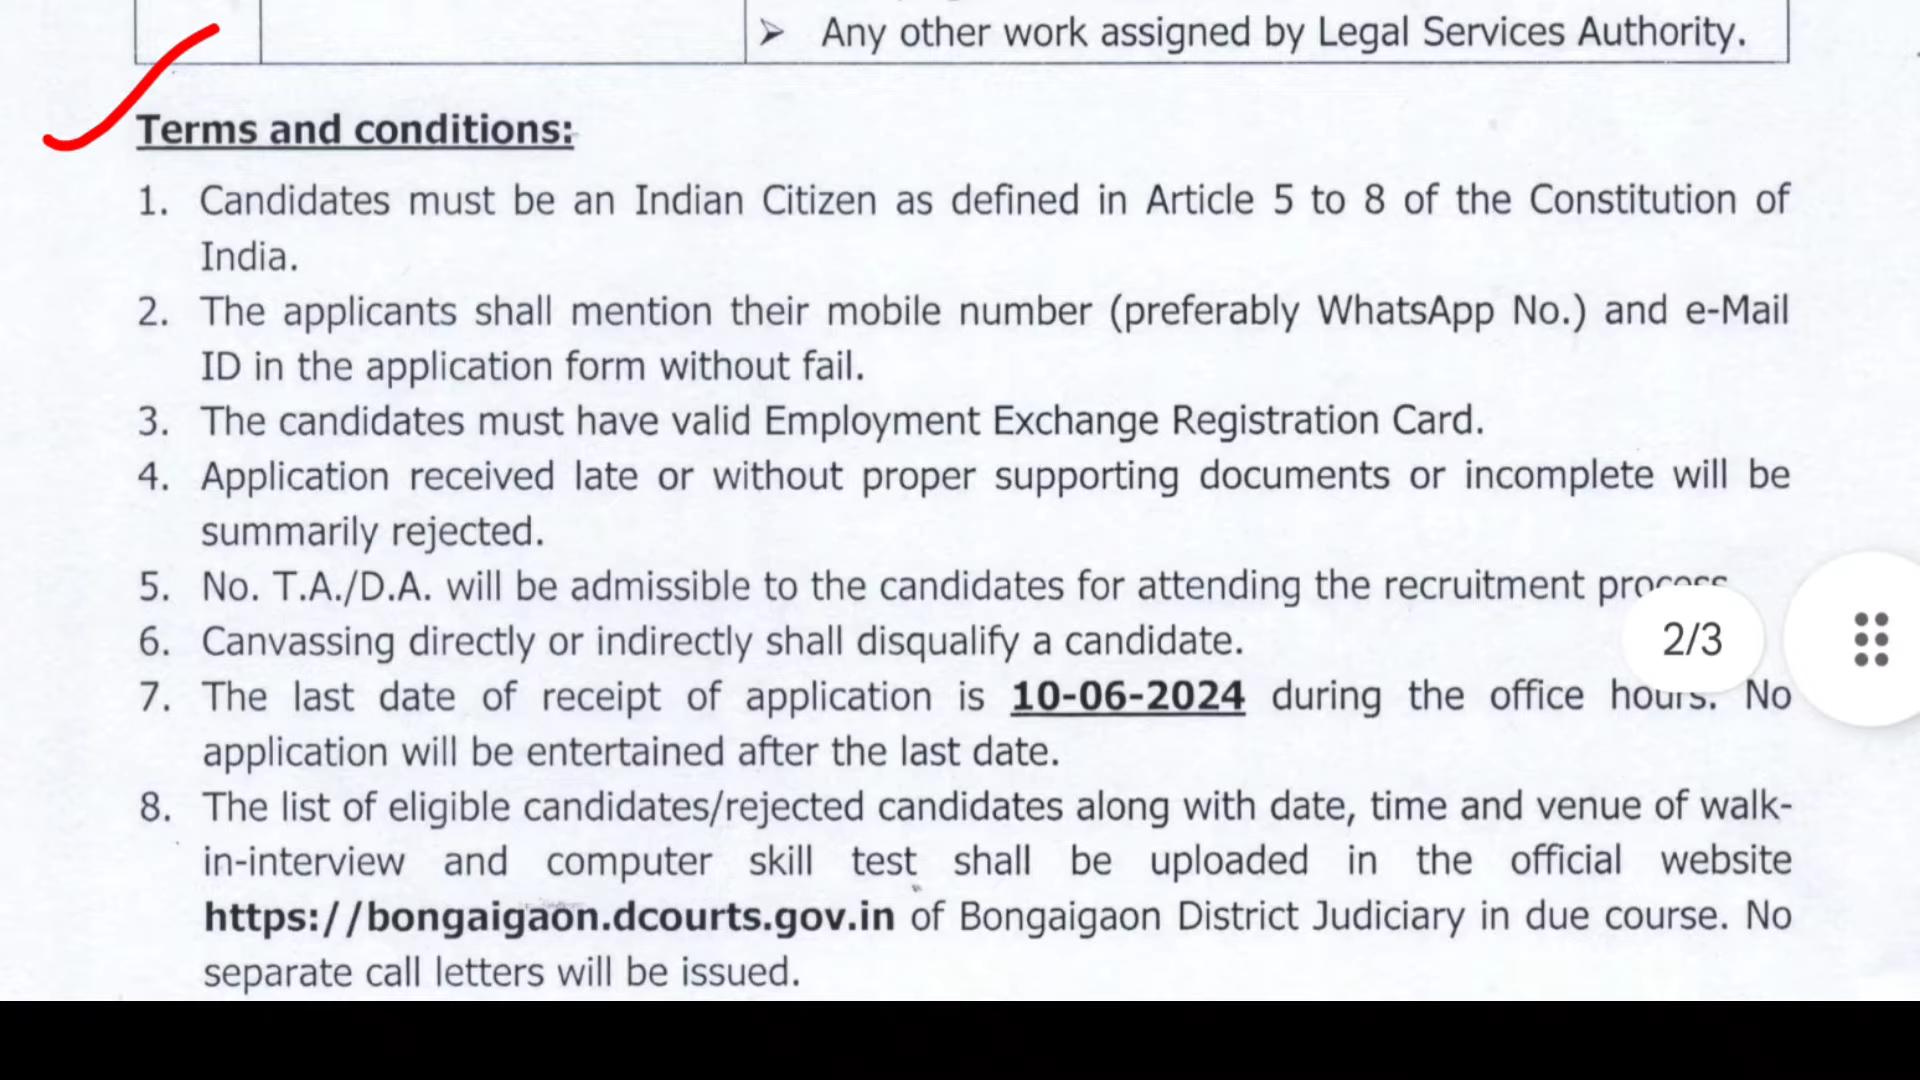 ➢ Any other work assigned by Legal Services Authority.
Terms and conditions:
1. Candidates must be an Indian Citizen as defined in Article 5 to 8 of the Constitution of
India.
2. The applicants shall mention their mobile number (preferably WhatsApp No.) and e-Mail
ID in the application form without fail.
3. The candidates must have valid Employment Exchange Registration Card.
4. Application received late or without proper supporting documents or incomplete will be
summarily rejected.
5. No. T.A./D.A. will be admissible to the candidates for attending the recruitment process
6. Canvassing directly or indirectly shall disqualify a candidate.
2/3
7. The last date of receipt of application is 10-06-2024 during the office hours. No
application will be entertained after the last date.
8. The list of eligible candidates/rejected candidates along with date, time and venue of walk-
in-interview and computer skill test shall be uploaded in the official website
https://bongaigaon.dcourts.gov.in of Bongaigaon District Judiciary in due course. No
separate call letters will be issued.